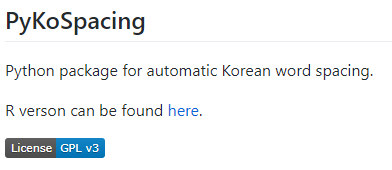 PyKoSpacing
Python package for automatic Korean word spacing.
R verson can be found here.
License GPL v3